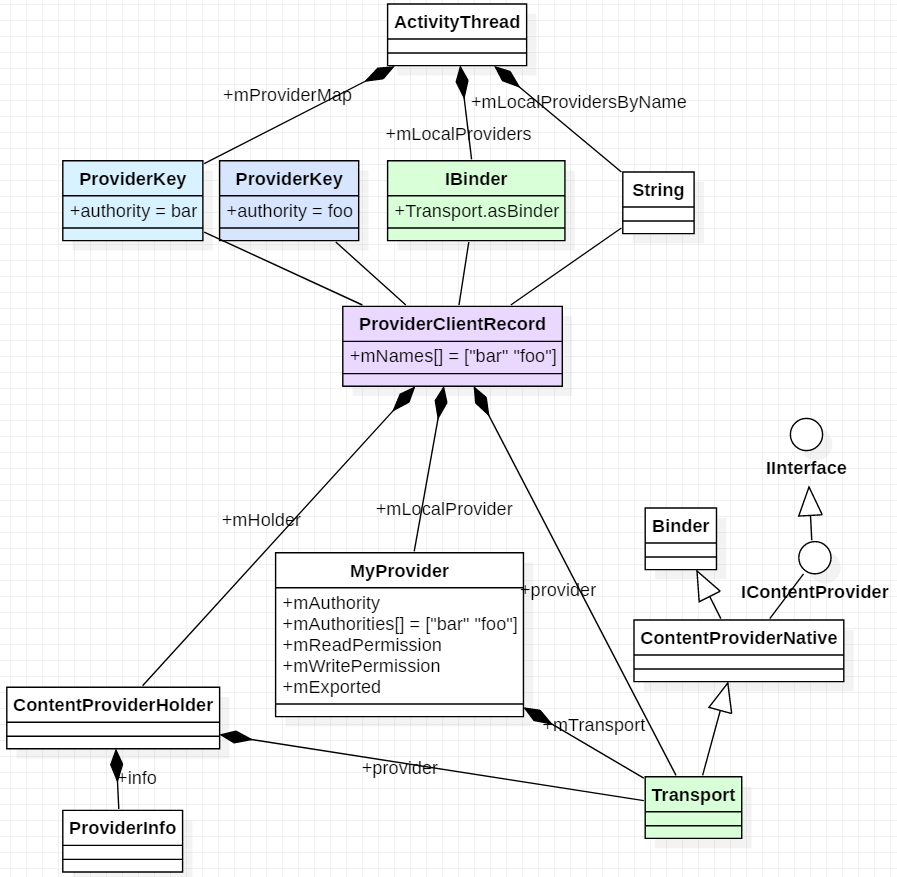 ActivityThread
+mProviderMap
+mLocalProvidersByName
+mLocalProviders
ProviderKey
+authority = bar
ProviderKey
+authority = foo
IBinder
+Transport.asBinder
String
ProviderClientRecord
+mNames[] = ["bar" "foo"]
+mHolder
+mLocalProvider
+provider
IInterface
Binder
IContentProvider
ContentProviderNative
MyProvider
+mAuthority
+mAuthorities[] = ["bar" "foo"]
+mReadPermission
+mWritePermission
+mExported
ContentProviderHolder
+mTransport
+provider
+info
Transport
ProviderInfo